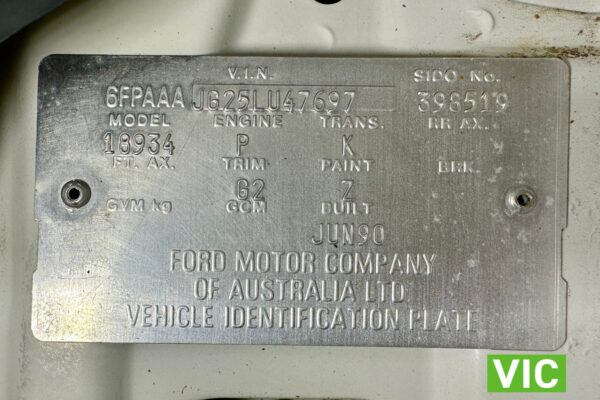 V.I.N. SIDO No.
6FPAAA JG25LU47697 398519
MODEL ENGINE TRANS. RR AX.
18934 P K
FT. AX. TRIM PAINT BRK.
G2 Z
GVM kg GCM BUILT
JUN90
FORD MOTOR COMPANY
OF AUSTRALIA LTD
VEHICLE IDENTIFICATION PLATE
VIC